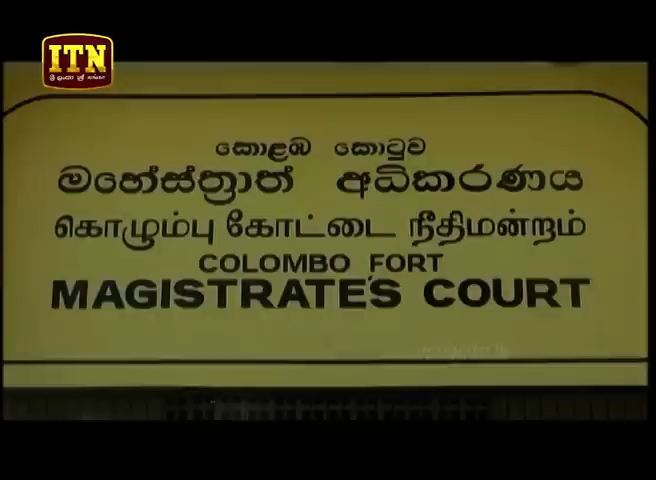 ITN
කොළඹ කොටුව
මහේස්ත්‍රාත් අධිකරණය
கொழும்பு கோட்டை நீதிமன்றம்
COLOMBO FORT
MAGISTRATE'S COURT